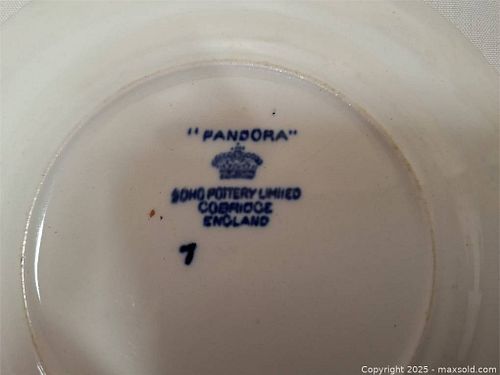 "PANDORA"
SOHO POTTERY LIMITED
COBRIDGE
ENGLAND
7
Copyright 2025 - maxsold.com